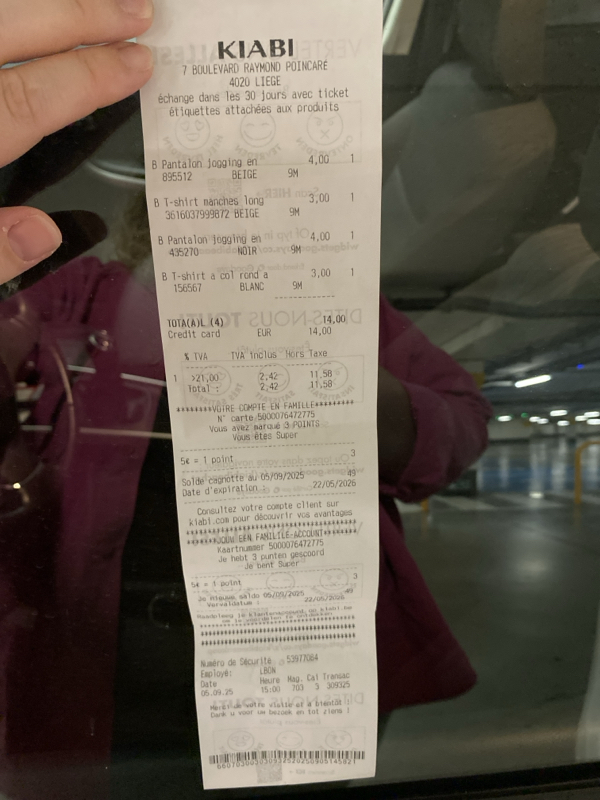 KIABI
7 BOULEVARD RAYMOND POINCARÉ
4020 LIEGE
échange dans les 30 jours avec ticket
étiquettes attachées aux produits
B Pantalon jogging en 4,00 1
895512 BEIGE 9M
B T-shirt manches long 3,00 1
3616037999872 BEIGE 9M
B Pantalon jogging en 4,00 1
435270 NOIR 9M
B T-shirt a col rond a 3,00 1
156567 BLANC 9M
TOTA(A)L (4) 14,00
Credit card EUR 14,00
% TVA TVA inclus Hors Taxe
1 >21,00 2,42 11,58
Total : 2,42 11,58
********VOTRE COMPTE EN FAMILLE*********
N° carte 5000076472775
Vous avez marqué 3 POINTS
Vous êtes Super
5€ = 1 point 3
Solde cagnotte au 05/09/2025 49
Date d'expiration : 22/05/2026
Consultez votre compte client sur
kiabi.com pour découvrir vos avantages
********JOUW EEN FAMILLIE-ACCOUNT*********
Kaartnummer 5000076472775
Je hebt 3 punten gescoord
Je bent Super
5€ = 1 point 3
Je nieuwe saldo 05/09/2025 49
Vervaldatum : 22/05/2026
Numéro de Sécurité : 53977064
Employé: LBON
Date Heure Mag. Cai Transac
05.09.25 15:00 703 3 309325
Merci de votre visite et à bientôt !
Dank u voor uw bezoek en tot ziens !